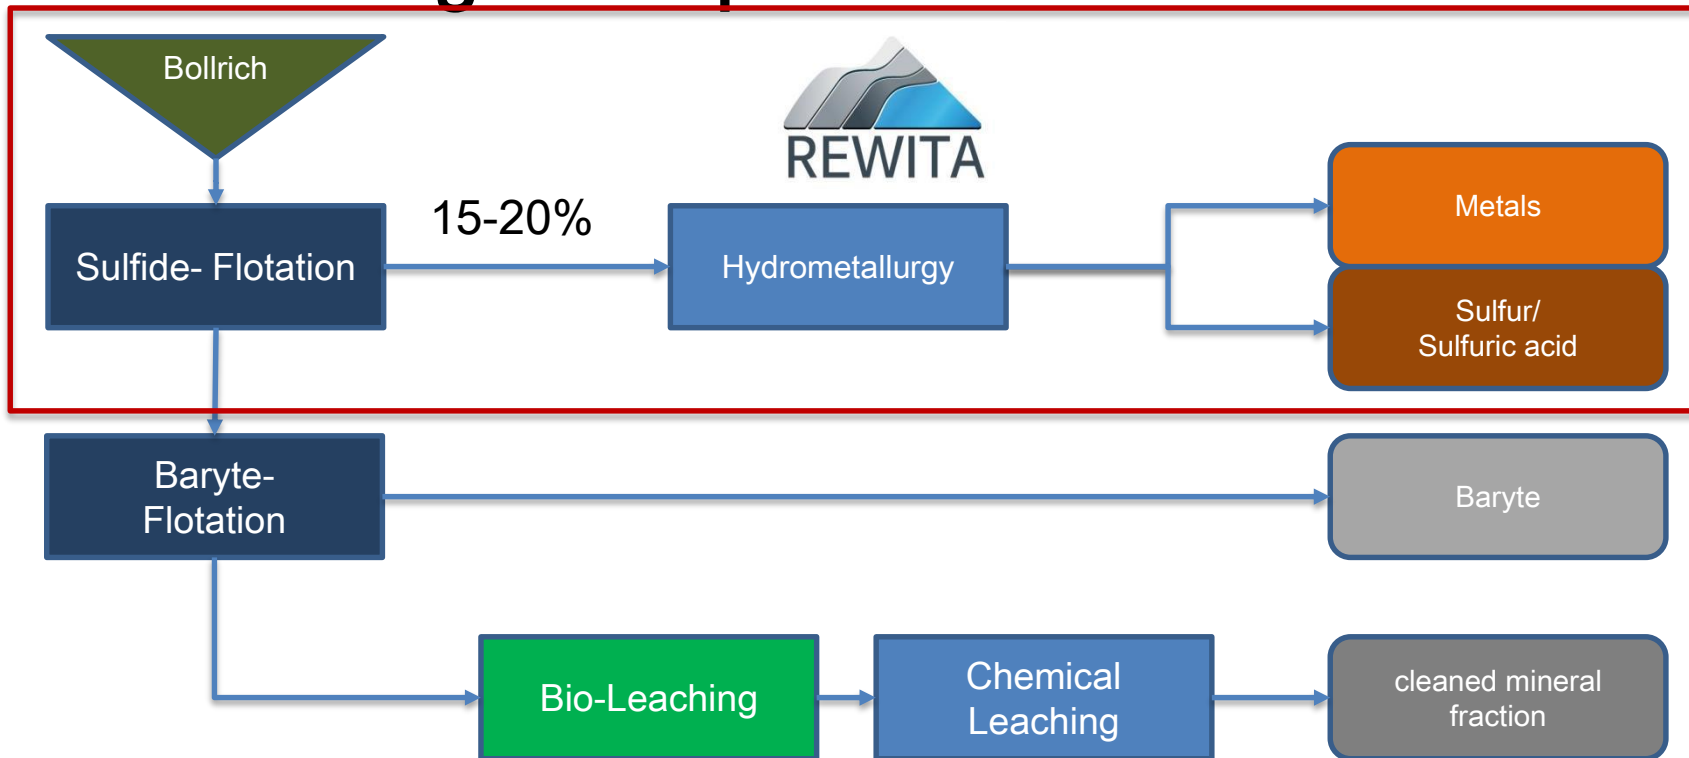 Bollrich
REWITA
15-20%
Sulfide- Flotation
Hydrometallurgy
Metals
Sulfur/
Sulfuric acid
Baryte-
Flotation
Baryte
Bio-Leaching
Chemical
Leaching
cleaned mineral
fraction